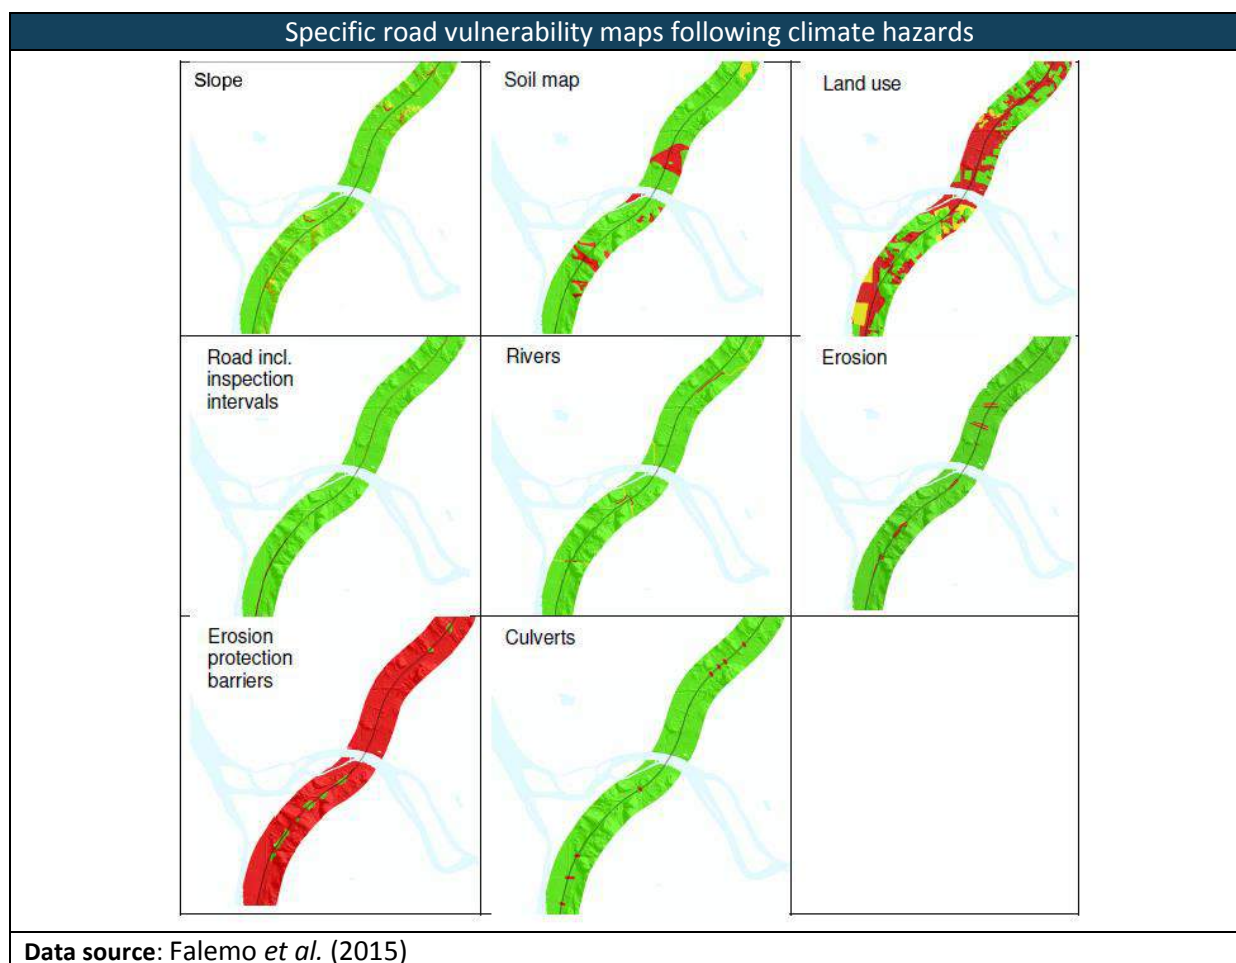 Specific road vulnerability maps following climate hazards
Slope
Soil map
Land use
Road incl.
inspection
intervals
Rivers
Erosion
Erosion
protection
barriers
Culverts
Data source: Falemo et al. (2015)